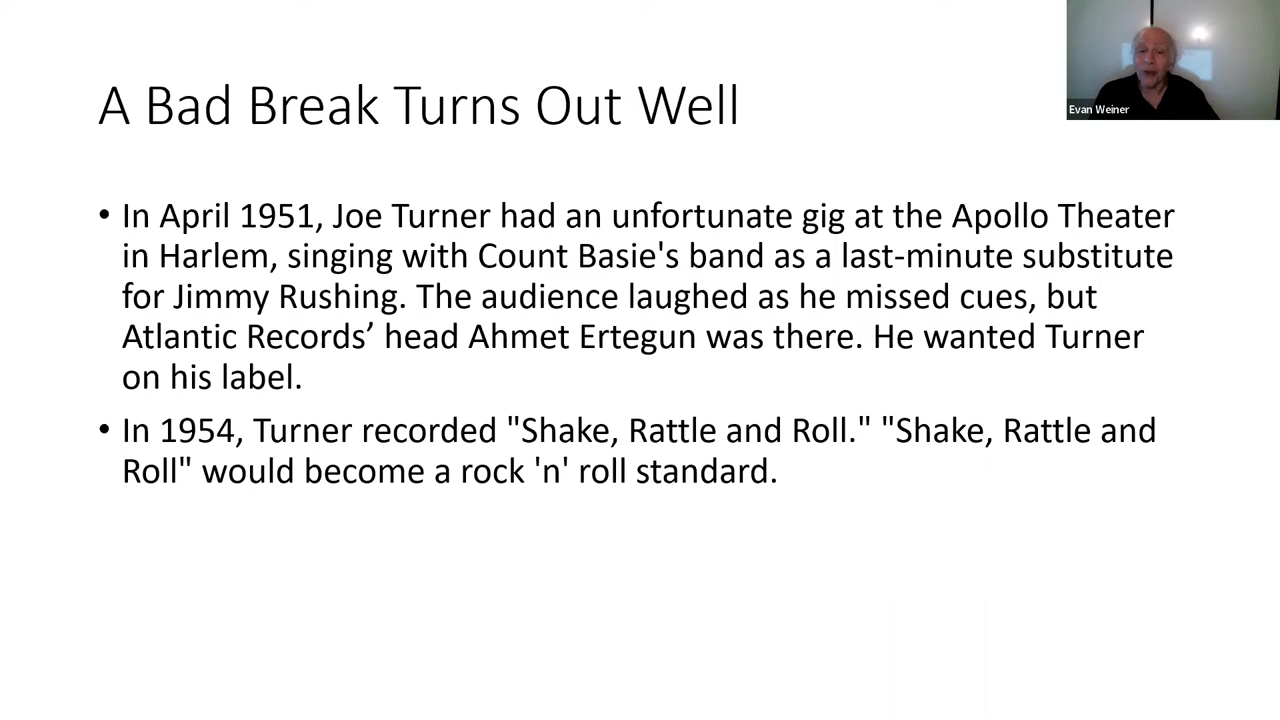 A Bad Break Turns Out Well
Evan Weiner
• In April 1951, Joe Turner had an unfortunate gig at the Apollo Theater
in Harlem, singing with Count Basie's band as a last-minute substitute
for Jimmy Rushing. The audience laughed as he missed cues, but
Atlantic Records’ head Ahmet Ertegun was there. He wanted Turner
on his label.
• In 1954, Turner recorded "Shake, Rattle and Roll." "Shake, Rattle and
Roll" would become a rock 'n' roll standard.